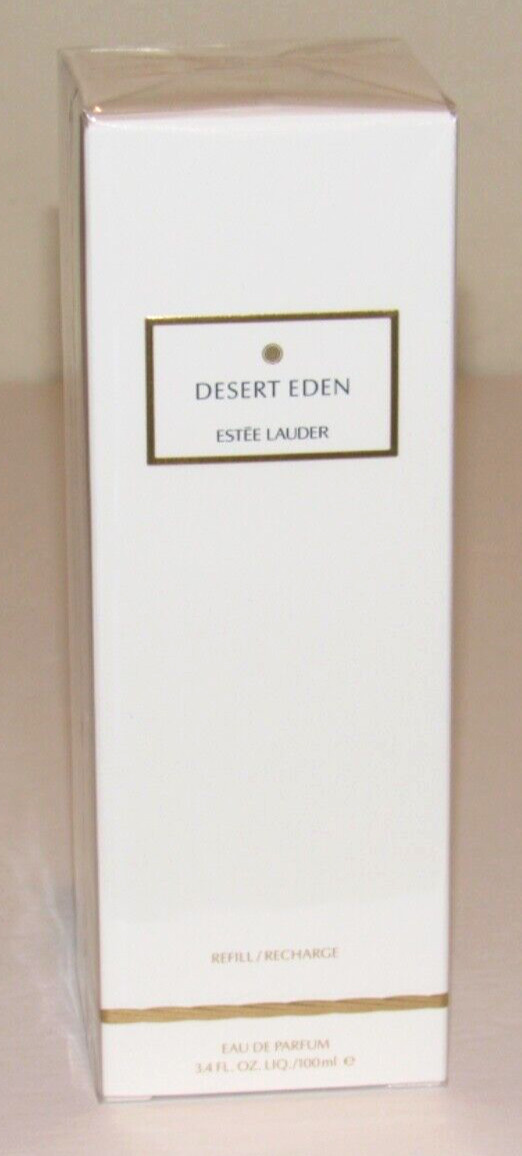 DESERT EDEN
ESTĒE LAUDER
REFILL/RECHARGE
EAU DE PARFUM
3.4 FL. OZ. LIQ./100ml ℮